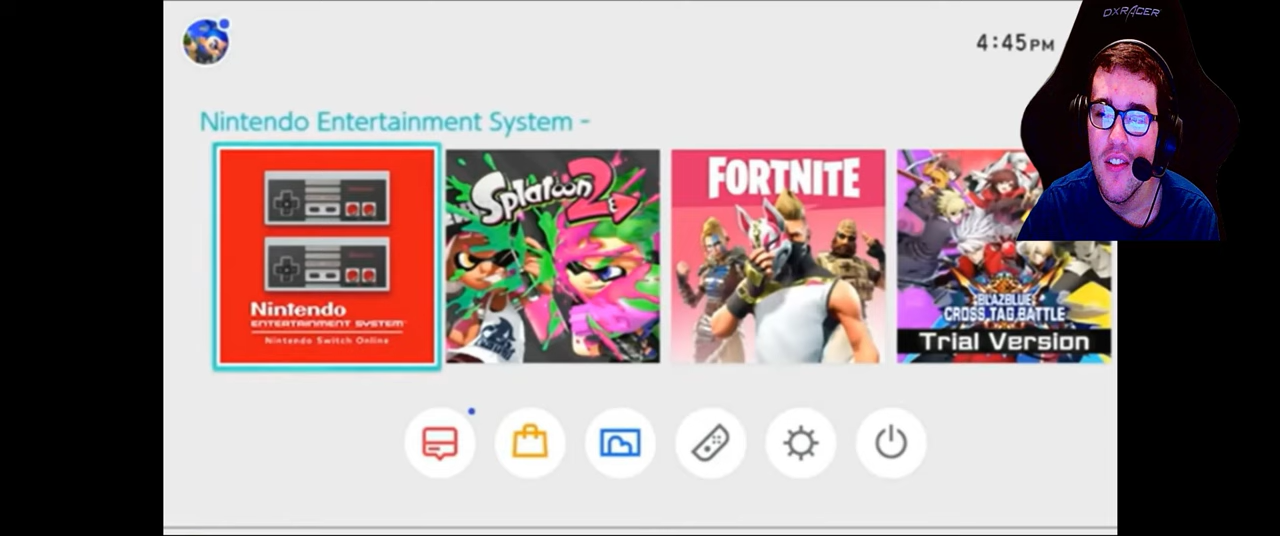 DXRACER
4:45PM
Nintendo Entertainment System -
Splatoon 2
FORTNITE
Nintendo
ENTERTAINMENT SYSTEM™
Nintendo Switch Online
BLAZBLUE
CROSS TAG BATTLE
Trial Version